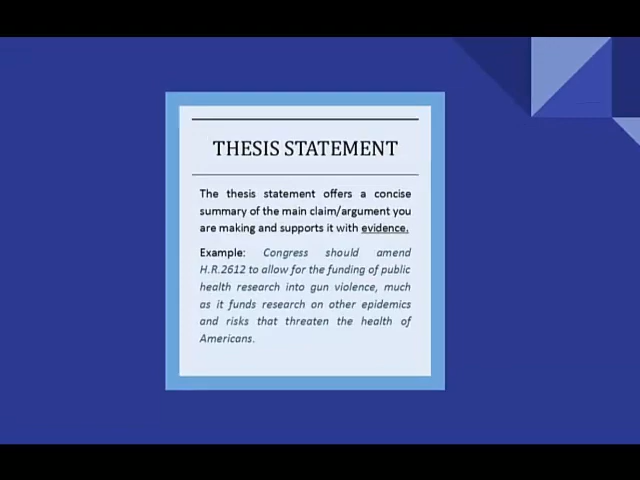 THESIS STATEMENT
The thesis statement offers a concise
summary of the main claim/argument you
are making and supports it with evidence.
Example: Congress should amend
H.R.2612 to allow for the funding of public
health research into gun violence, much
as it funds research on other epidemics
and risks that threaten the health of
Americans.